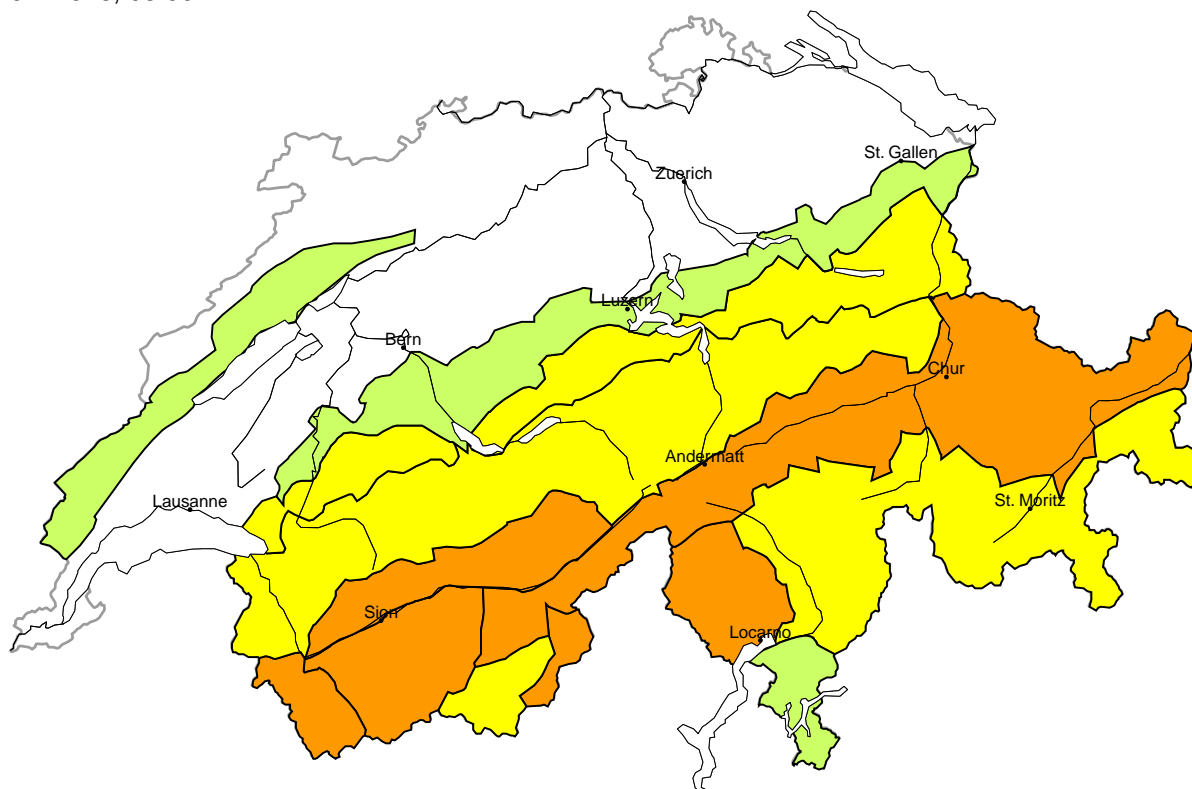 St. Gallen
Zuerich
Luzern
Bern
Chur
Andermatt
Lausanne
St. Moritz
Sion
Locarno